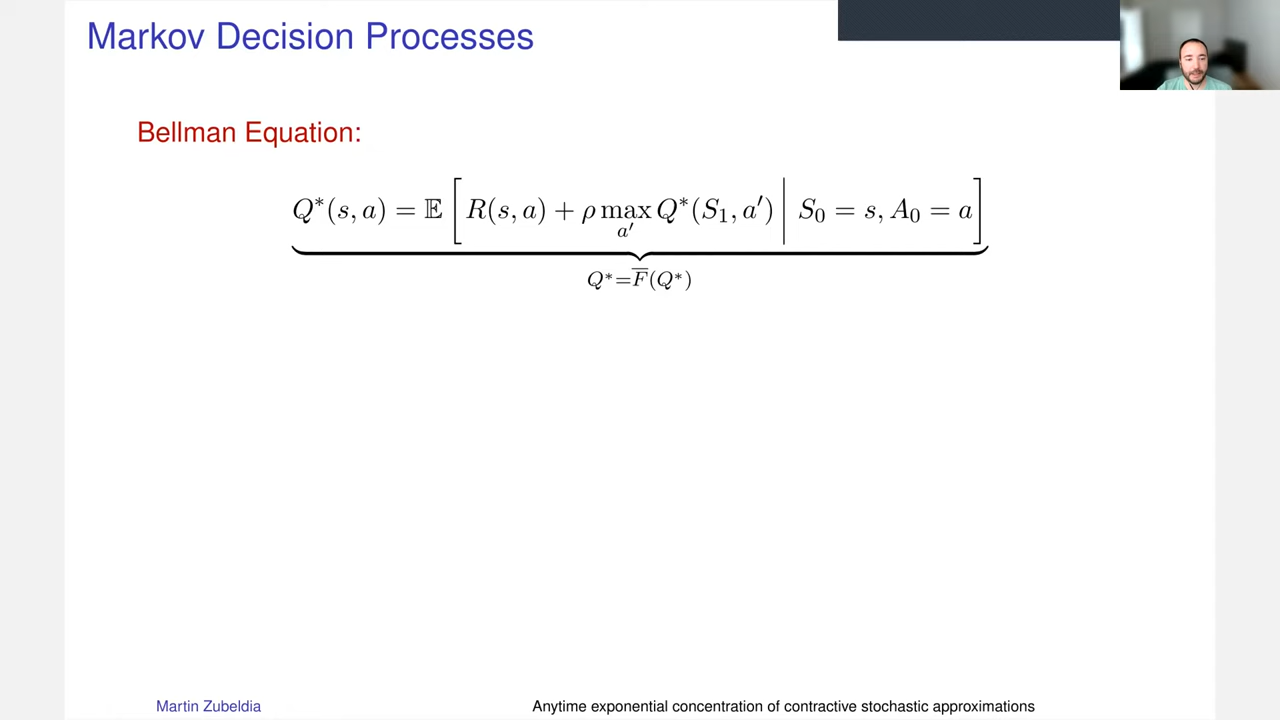 Markov Decision Processes
Bellman Equation:
Q*(s, a) = 𝔼 [ R(s, a) + ρ max_{a′} Q*(S₁, a′) | S₀ = s, A₀ = a ]
Q*=F̅(Q*)
Martin Zubeldia Anytime exponential concentration of contractive stochastic approximations